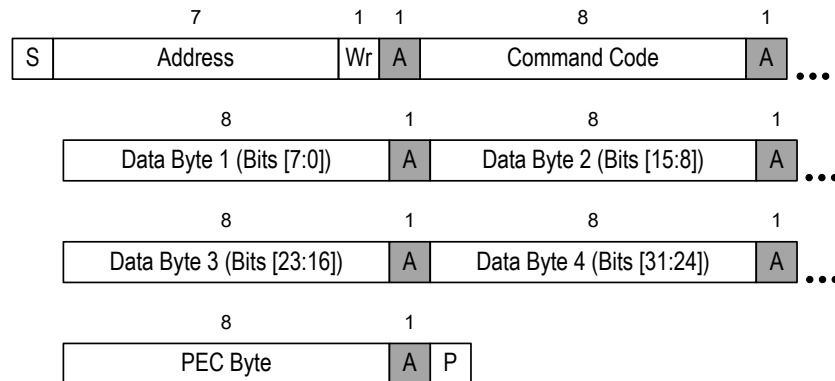 7 1 1 8 1
S Address Wr A Command Code A ...
8 1 8 1
Data Byte 1 (Bits [7:0]) A Data Byte 2 (Bits [15:8]) A ...
8 1 8 1
Data Byte 3 (Bits [23:16]) A Data Byte 4 (Bits [31:24]) A ...
8 1
PEC Byte A P